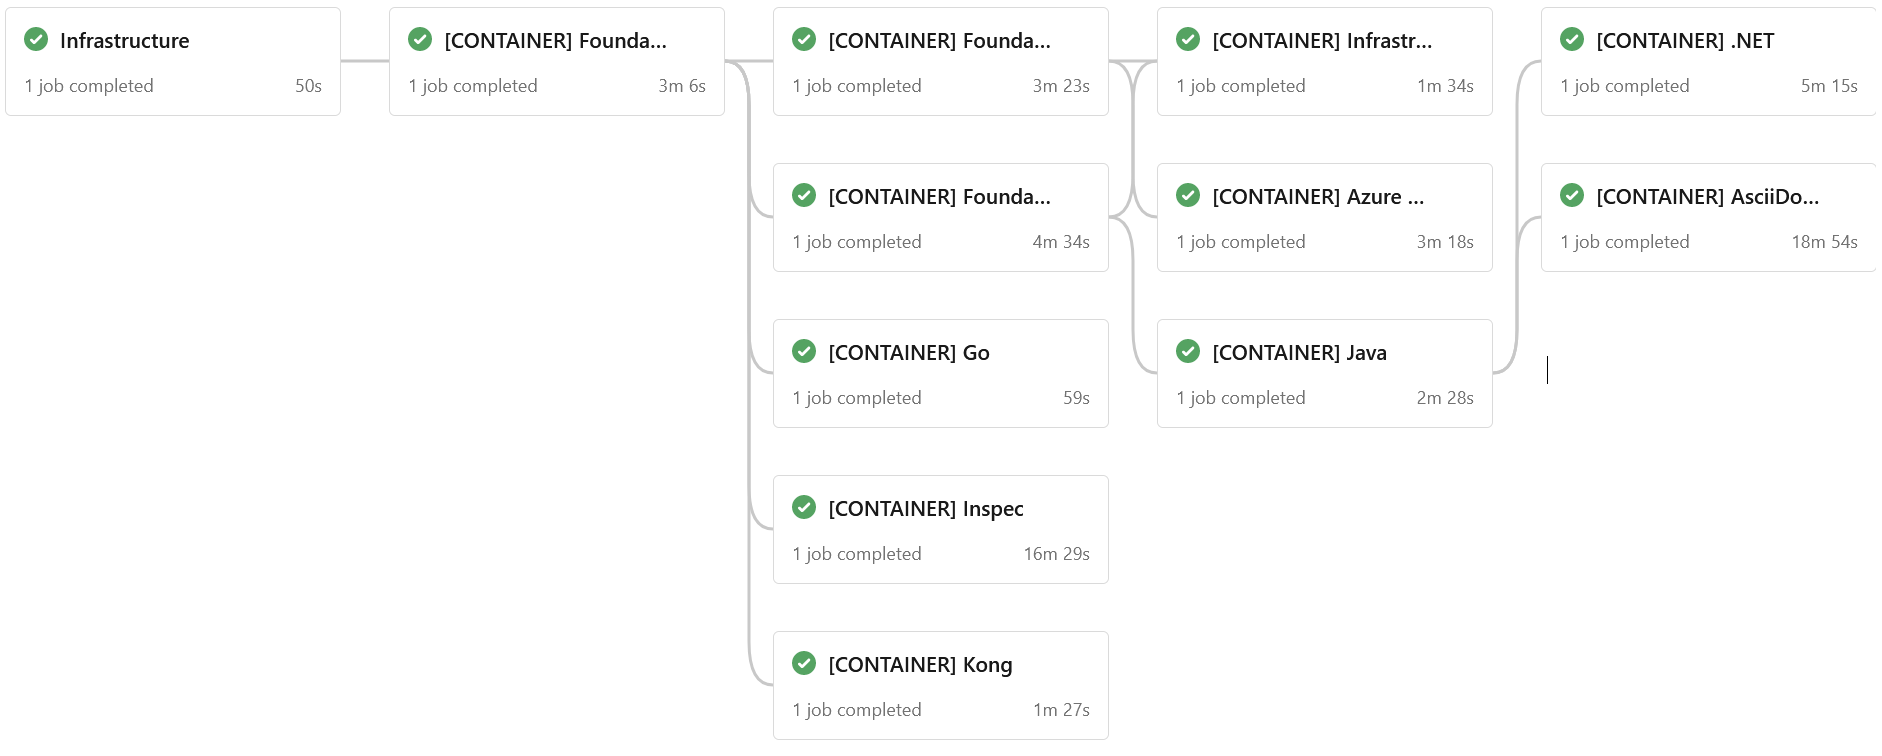 Infrastructure
1 job completed 50s
[CONTAINER] Founda...
1 job completed 3m 6s
[CONTAINER] Founda...
1 job completed 3m 23s
[CONTAINER] Founda...
1 job completed 4m 34s
[CONTAINER] Go
1 job completed 59s
[CONTAINER] Inspec
1 job completed 16m 29s
[CONTAINER] Kong
1 job completed 1m 27s
[CONTAINER] Infrastr...
1 job completed 1m 34s
[CONTAINER] Azure ...
1 job completed 3m 18s
[CONTAINER] Java
1 job completed 2m 28s
[CONTAINER] .NET
1 job completed 5m 15s
[CONTAINER] AsciiDo...
1 job completed 18m 54s